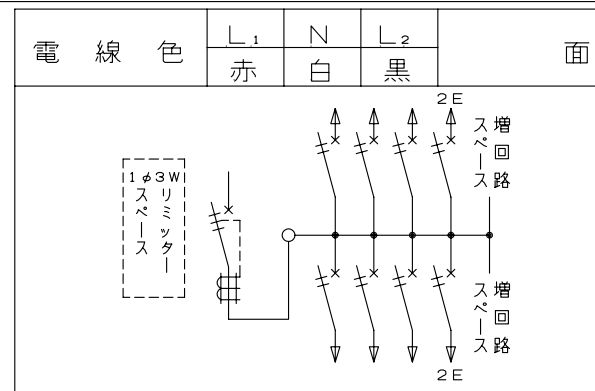 電線色 L1 N L2 面
赤 白 黒
2E
増回路
スペース
1φ3W
リミッター
スペース
増回路
スペース
2E